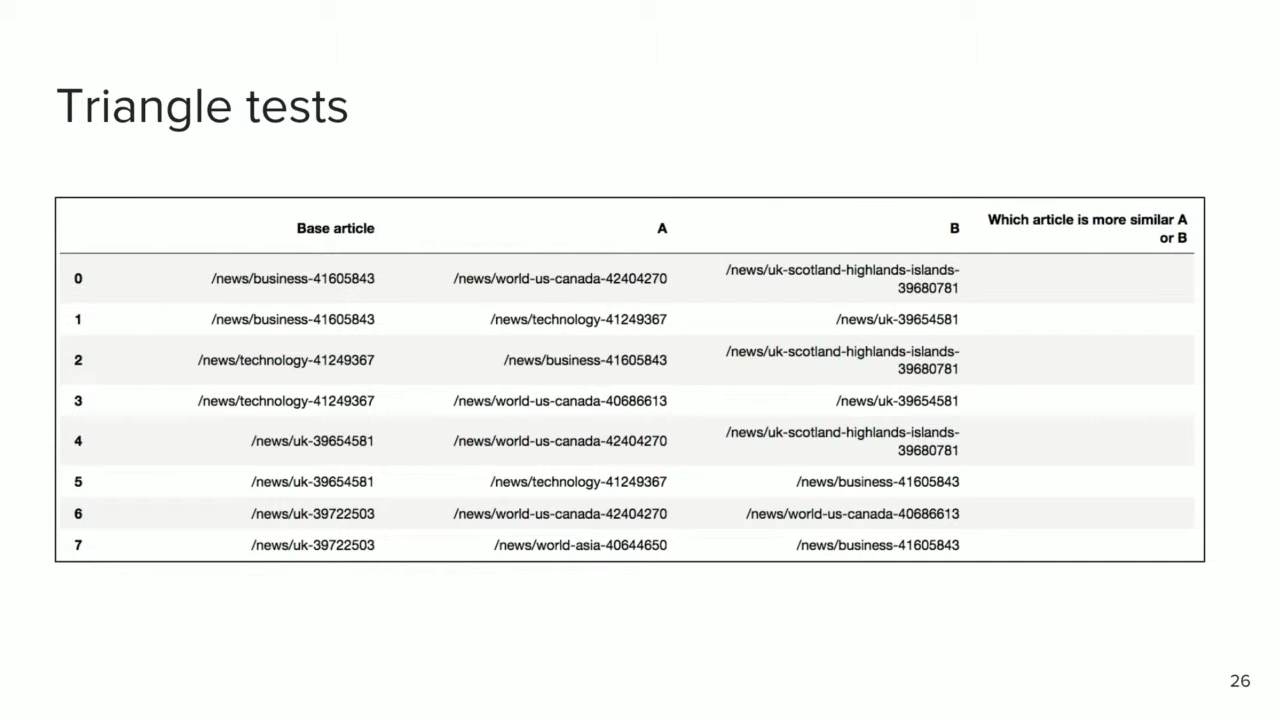 Triangle tests
Base article A B Which article is more similar A
or B
0 /news/business-41605843 /news/world-us-canada-42404270 /news/uk-scotland-highlands-islands-
39680781
1 /news/business-41605843 /news/technology-41249367 /news/uk-39654581
2 /news/technology-41249367 /news/business-41605843 /news/uk-scotland-highlands-islands-
39680781
3 /news/technology-41249367 /news/world-us-canada-40686613 /news/uk-39654581
4 /news/uk-39654581 /news/world-us-canada-42404270 /news/uk-scotland-highlands-islands-
39680781
5 /news/uk-39654581 /news/technology-41249367 /news/business-41605843
6 /news/uk-39722503 /news/world-us-canada-42404270 /news/world-us-canada-40686613
7 /news/uk-39722503 /news/world-asia-40644650 /news/business-41605843
26